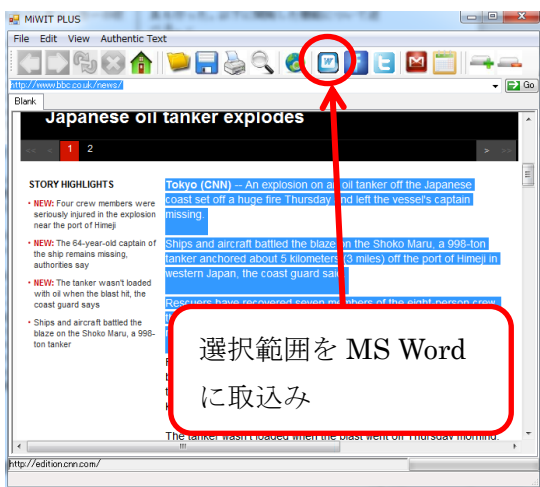 MiWIT PLUS
File Edit View Authentic Text
http://www.bbc.co.uk/news/
Go
Blank
Japanese oil tanker explodes
<< < 1 2 > >>
STORY HIGHLIGHTS
• NEW: Four crew members were
seriously injured in the explosion
near the port of Himeji
• NEW: The 64-year-old captain of
the ship remains missing,
authorities say
• NEW: The tanker wasn't loaded
with oil when the blast hit, the
coast guard says
• Ships and aircraft battled the
blaze on the Shoko Maru, a 998-
ton tanker
Tokyo (CNN) -- An explosion on an oil tanker off the Japanese
coast set off a huge fire Thursday and left the vessel's captain
missing.
Ships and aircraft battled the blaze on the Shoko Maru, a 998-ton
tanker anchored about 5 kilometers (3 miles) off the port of Himeji in
western Japan, the coast guard said.
Rescuers have recovered seven members of the eight-person crew
選択範囲を MS Word
に取込み
The tanker wasn't loaded when the blast went off Thursday morning.
http://edition.cnn.com/